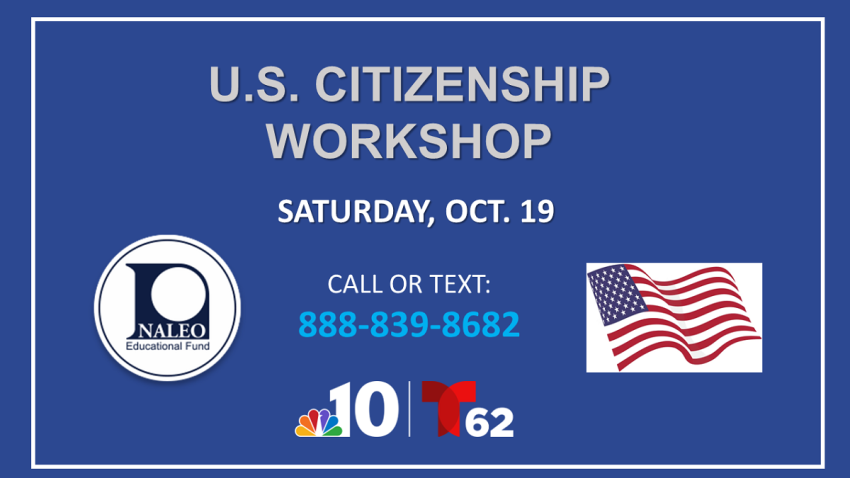 U.S. CITIZENSHIP
WORKSHOP
SATURDAY, OCT. 19
CALL OR TEXT:
888-839-8682
NALEO
Educational Fund
10
62